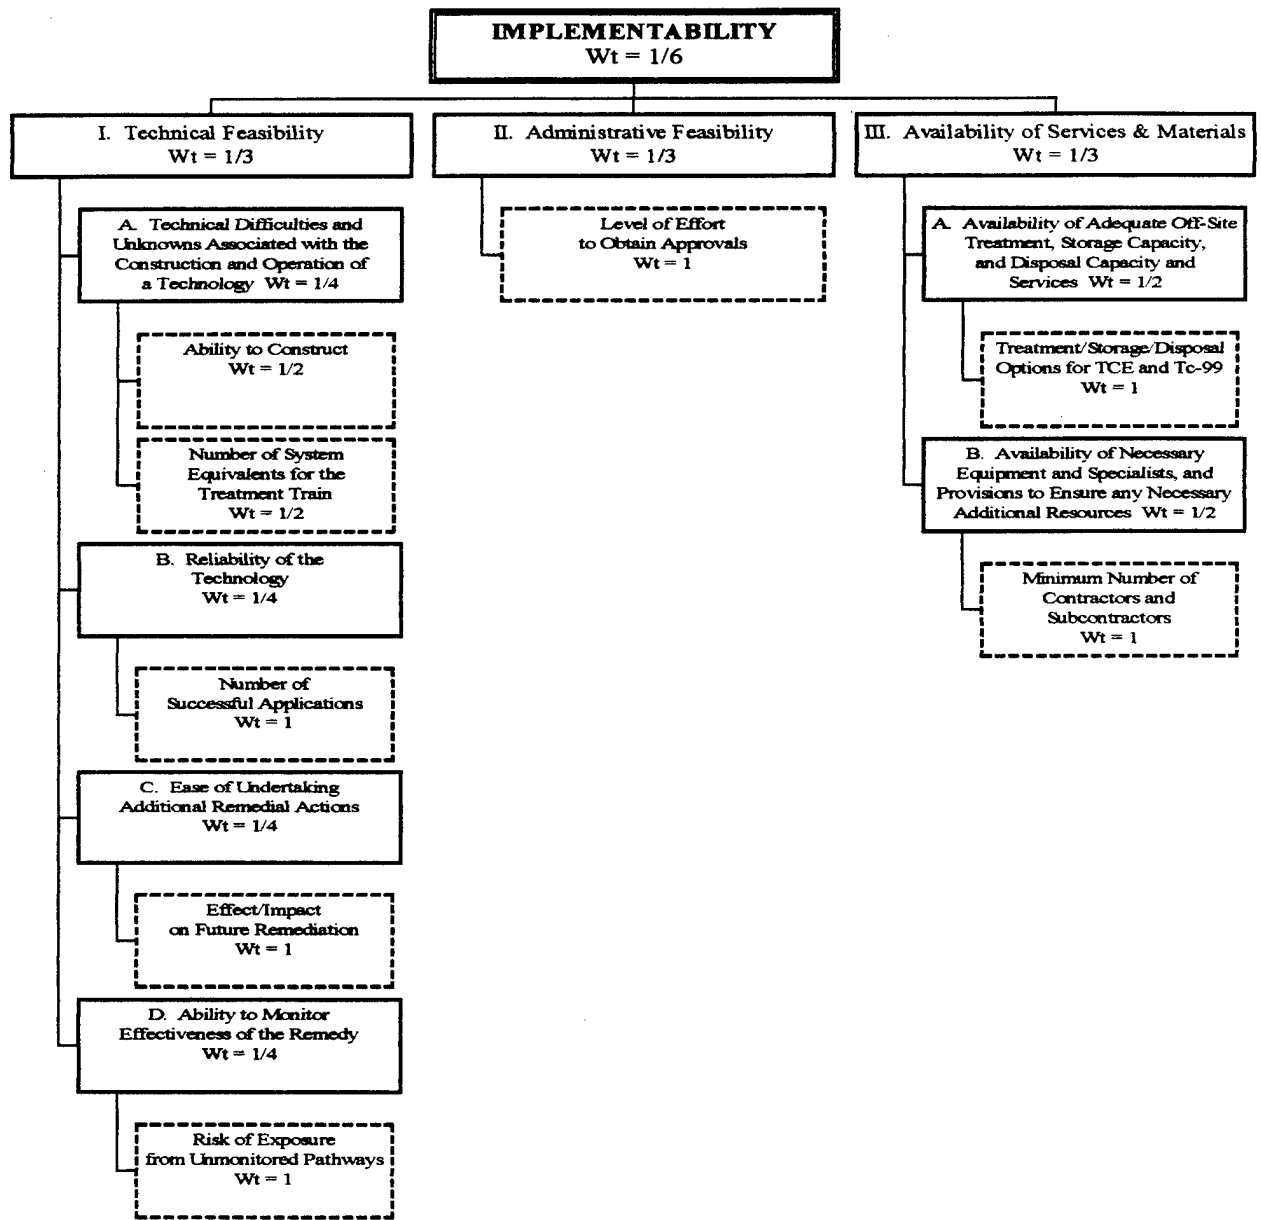 IMPLEMENTABILITY
Wt = 1/6
I. Technical Feasibility
Wt = 1/3
A. Technical Difficulties and
Unknowns Associated with the
Construction and Operation of
a Technology Wt = 1/4
Ability to Construct
Wt = 1/2
Number of System
Equivalents for the
Treatment Train
Wt = 1/2
B. Reliability of the
Technology
Wt = 1/4
Number of
Successful Applications
Wt = 1
C. Ease of Undertaking
Additional Remedial Actions
Wt = 1/4
Effect/Impact
on Future Remediation
Wt = 1
D. Ability to Monitor
Effectiveness of the Remedy
Wt = 1/4
Risk of Exposure
from Unmonitored Pathways
Wt = 1
II. Administrative Feasibility
Wt = 1/3
Level of Effort
to Obtain Approvals
Wt = 1
III. Availability of Services & Materials
Wt = 1/3
A. Availability of Adequate Off-Site
Treatment, Storage Capacity,
and Disposal Capacity and
Services Wt = 1/2
Treatment/Storage/Disposal
Options for TCE and Tc-99
Wt = 1
B. Availability of Necessary
Equipment and Specialists, and
Provisions to Ensure any Necessary
Additional Resources Wt = 1/2
Minimum Number of
Contractors and
Subcontractors
Wt = 1